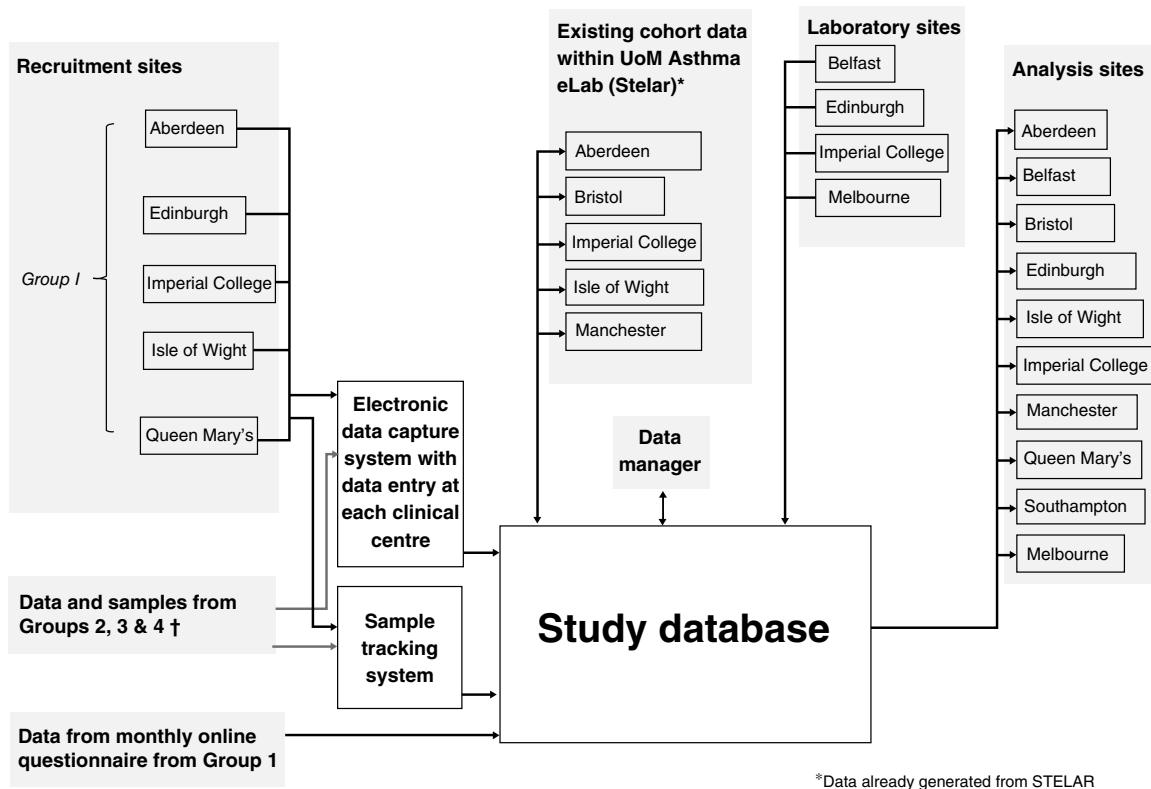 Recruitment sites
Group I
Aberdeen
Edinburgh
Imperial College
Isle of Wight
Queen Mary's
Data and samples from
Groups 2, 3 & 4 †
Data from monthly online
questionnaire from Group 1
Electronic
data capture
system with
data entry at
each clinical
centre
Sample
tracking
system
Existing cohort data
within UoM Asthma
eLab (Stelar)*
Aberdeen
Bristol
Imperial College
Isle of Wight
Manchester
Data
manager
Study database
Laboratory sites
Belfast
Edinburgh
Imperial College
Melbourne
Analysis sites
Aberdeen
Belfast
Bristol
Edinburgh
Isle of Wight
Imperial College
Manchester
Queen Mary's
Southampton
Melbourne
*Data already generated from STELAR